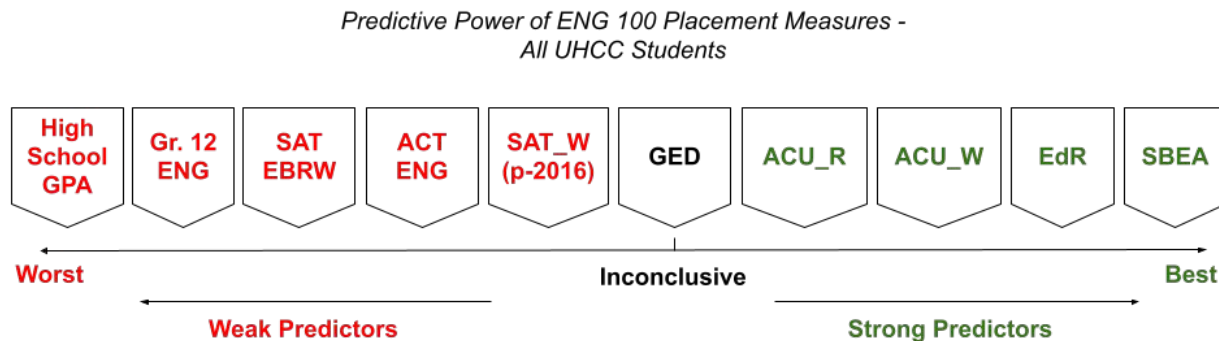 Predictive Power of ENG 100 Placement Measures -
All UHCC Students
High
School
GPA
Gr. 12
ENG
SAT
EBRW
ACT
ENG
SAT_W
(p-2016)
GED
ACU_R
ACU_W
EdR
SBEA
Worst
Inconclusive
Best
Weak Predictors
Strong Predictors